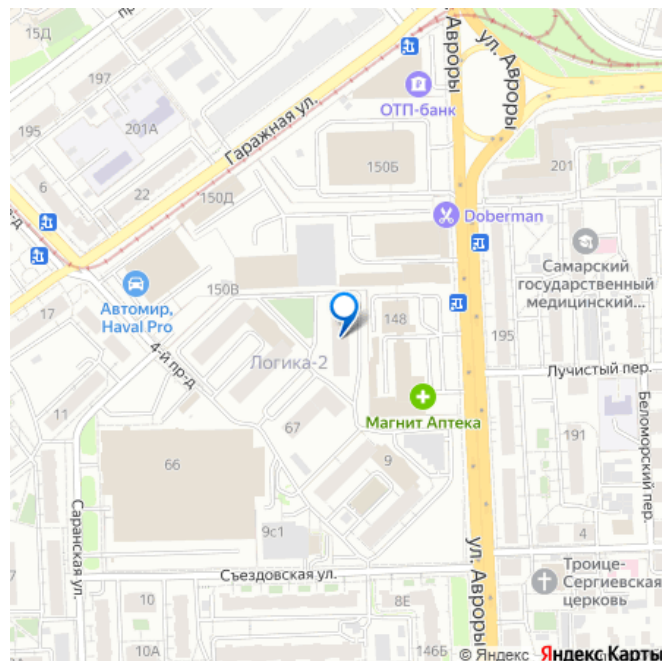 15Д
197
195
201А
Гаражная ул.
ОТП-банк
ул. Авроры
ул. Авроры
150Б
201
6
22
150Д
Doberman
Самарский
государственный
медицинский...
Автомир,
Haval Pro
150В
17
148
195
4-й пр-д
Логика-2
Лучистый пер.
Магнит Аптека
11
67
191
Беломорский пер.
66
9
Саранская ул.
9с1
4
ул. Авроры
Съездовская ул.
Троице-
Сергиевская
церковь
10
8Е
10
146Б
© Яндекс Яндекс Карты